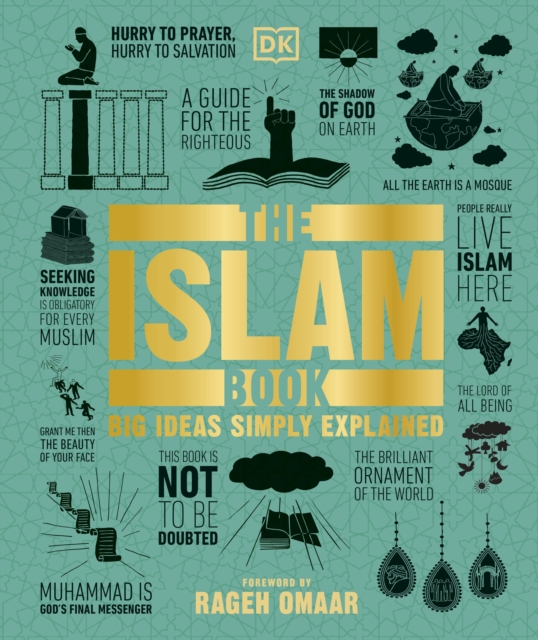 HURRY TO PRAYER,
HURRY TO SALVATION
DK
A GUIDE
FOR THE
RIGHTEOUS
THE SHADOW
OF GOD
ON EARTH
ALL THE EARTH IS A MOSQUE
SEEKING
KNOWLEDGE
IS OBLIGATORY
FOR EVERY
MUSLIM
THE
ISLAM
BOOK
BIG IDEAS SIMPLY EXPLAINED
PEOPLE REALLY
LIVE
ISLAM
HERE
THE LORD OF
ALL BEING
GRANT ME THEN
THE BEAUTY
OF YOUR FACE
THIS BOOK IS
NOT
TO BE
DOUBTED
THE BRILLIANT
ORNAMENT
OF THE WORLD
MUHAMMAD IS
GOD'S FINAL MESSENGER
FOREWORD BY
RAGEH OMAAR